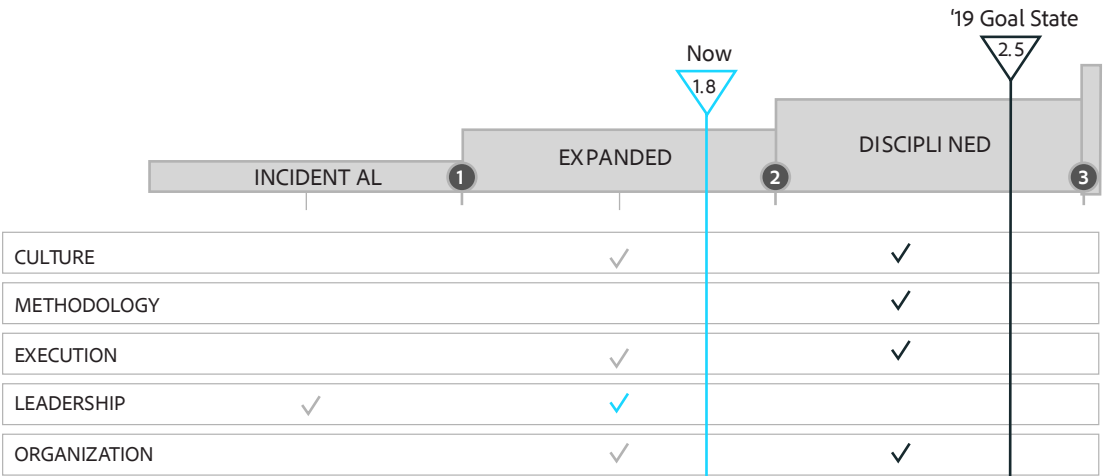 '19 Goal State
2.5
Now
1.8
INCIDENT AL
1
EXPANDED
2
DISCIPLI NED
3
CULTURE
METHODOLOGY
EXECUTION
LEADERSHIP
ORGANIZATION